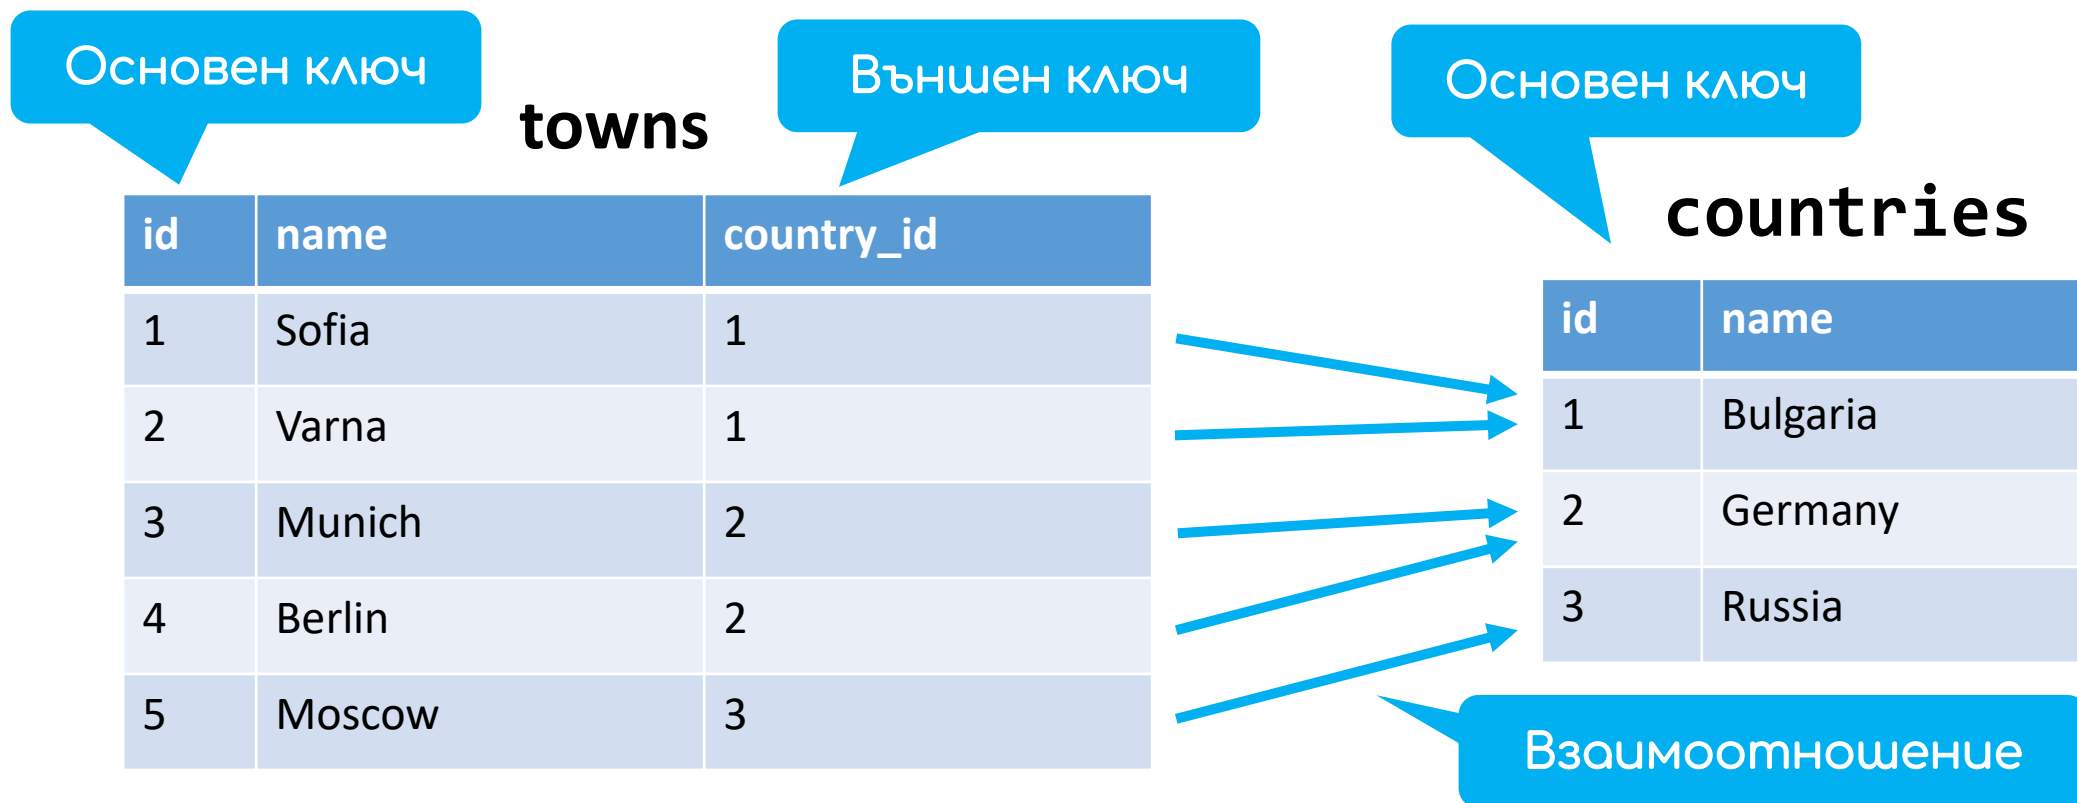 Основен ключ
Външен ключ
Основен ключ
towns
countries
id name country_id
1 Sofia 1
2 Varna 1
3 Munich 2
4 Berlin 2
5 Moscow 3
id name
1 Bulgaria
2 Germany
3 Russia
Взаимоотношение